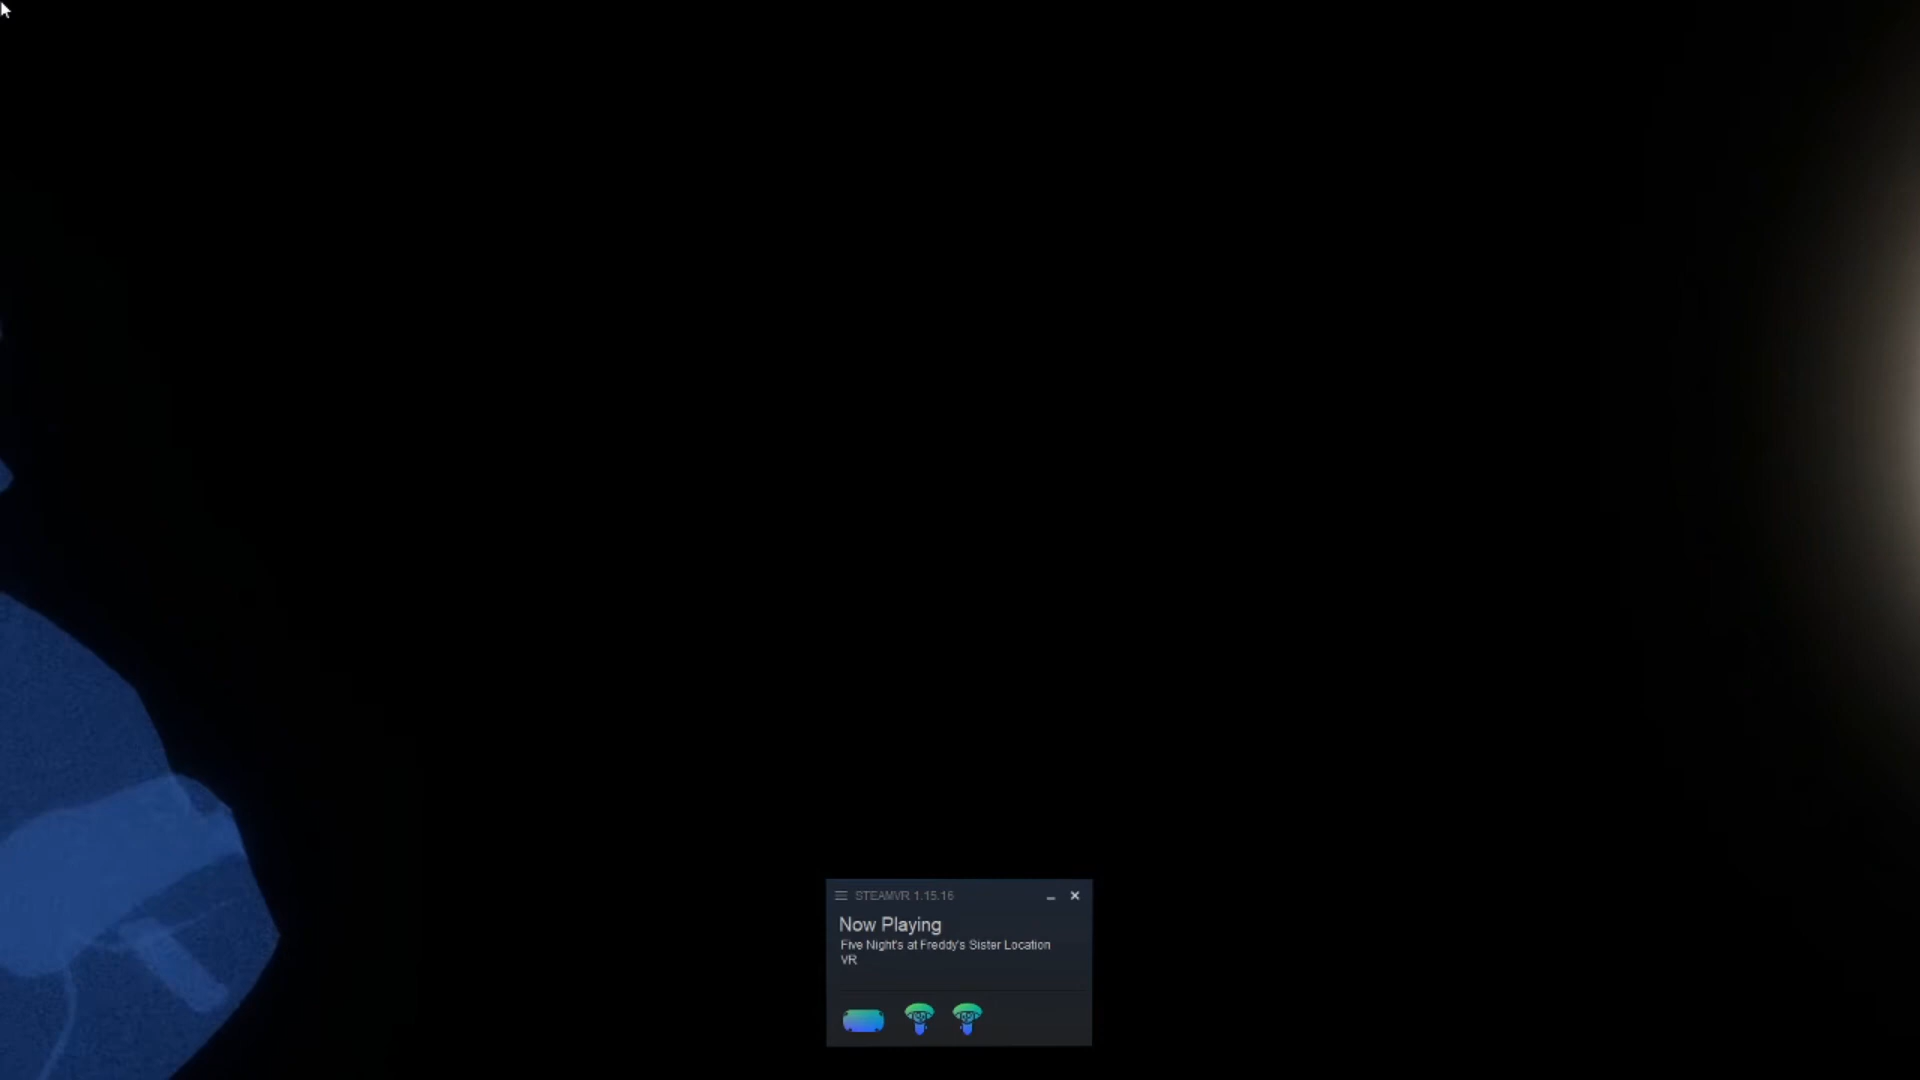 STEAMVR 1.15.16
Now Playing
Five Night's at Freddy's Sister Location
VR